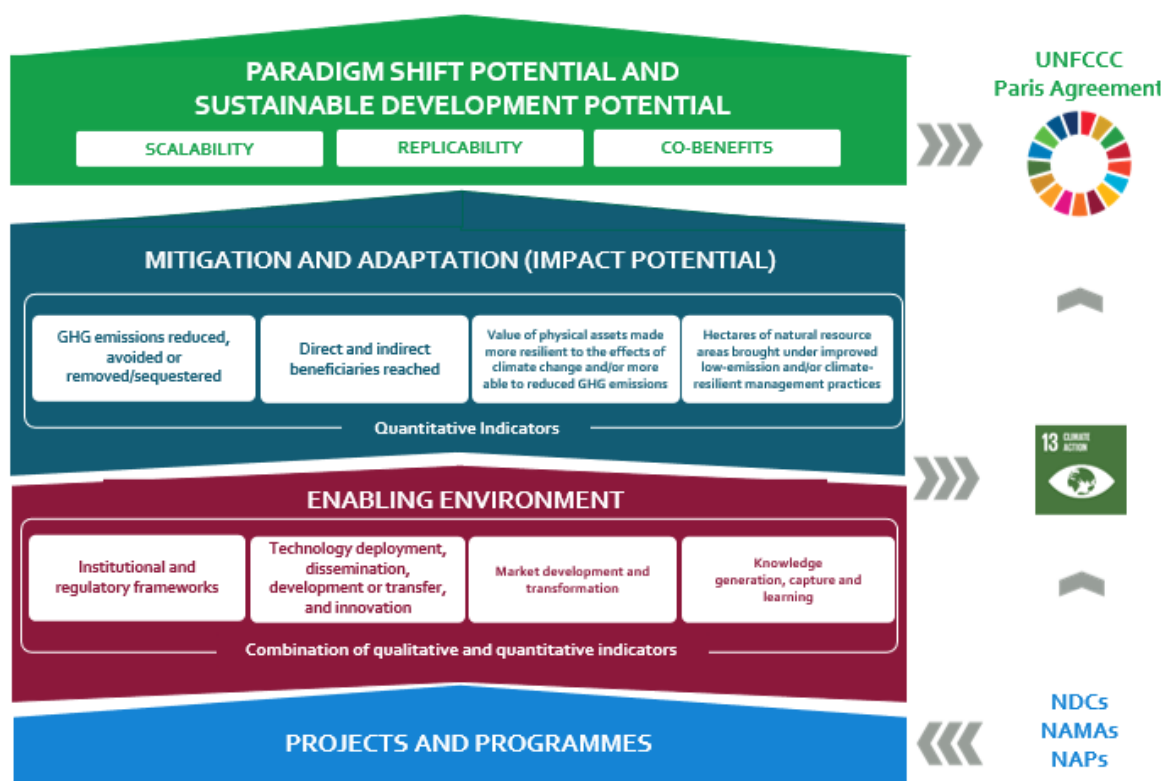 PARADIGM SHIFT POTENTIAL AND
SUSTAINABLE DEVELOPMENT POTENTIAL
SCALABILITY
REPLICABILITY
CO-BENEFITS
UNFCCC
Paris Agreement
MITIGATION AND ADAPTATION (IMPACT POTENTIAL)
GHG emissions reduced,
avoided or
removed/sequestered
Direct and indirect
beneficiaries reached
Value of physical assets made
more resilient to the effects of
climate change and/or more
able to reduced GHG emissions
Hectares of natural resource
areas brought under improved
low-emission and/or climate-
resilient management practices
Quantitative Indicators
13 CLIMATE
ACTION
ENABLING ENVIRONMENT
Institutional and
regulatory frameworks
Technology deployment,
dissemination,
development or transfer,
and innovation
Market development and
transformation
Knowledge
generation, capture and
learning
Combination of qualitative and quantitative indicators
PROJECTS AND PROGRAMMES
NDCs
NAMAs
NAPs